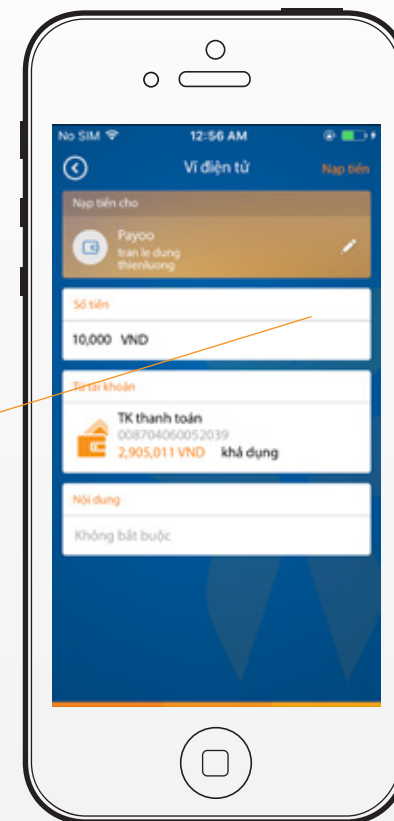 No SIM 12:56 AM
Ví điện tử
Nạp tiền
Nạp tiền cho
Payoo
tran le dung
thienluong
Số tiền
10,000 VND
Từ tài khoản
TK thanh toán
008704060052039
2,905,011 VND khả dụng
Nội dung
Không bắt buộc